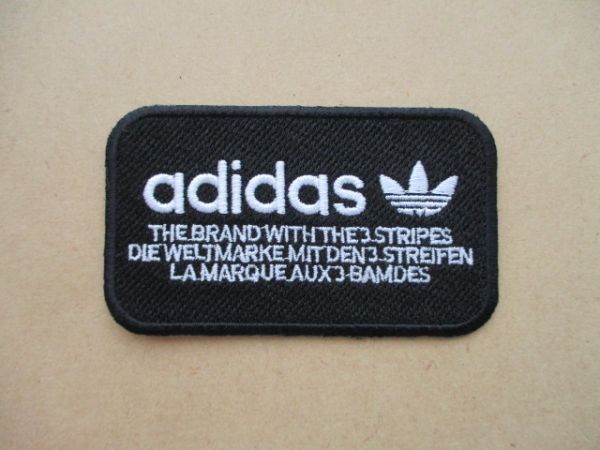 adidas
THE.BRAND WITH THE 3.STRIPES
DIE WELTMARKE.MIT DEN 3.STREIFEN
LA.MARQUE.AUX 3-BAMDES